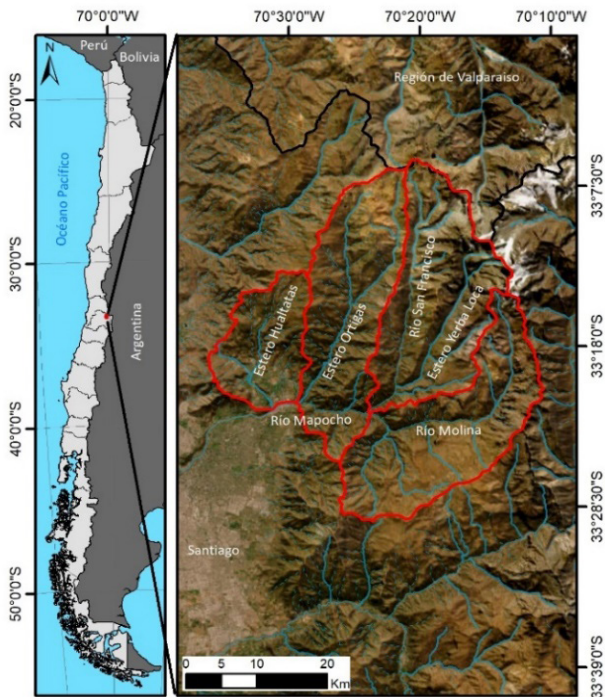 70°0'0"O
70°30'0"O
70°20'0"O
70°10'0"O
Perú
Bolivia
N
20°0'0"S
30°0'0"S
40°0'0"S
50°0'0"S
Océano Pacífico
Argentina
Región de Valparaiso
33°7'30"S
33°18'0"S
33°28'30"S
33°39'0"S
Estero Hualtatas
Estero Ortigas
Río San Francisco
Estero Yerba Loca
Río Mapocho
Río Molina
Santiago
0 5 10 20
Km